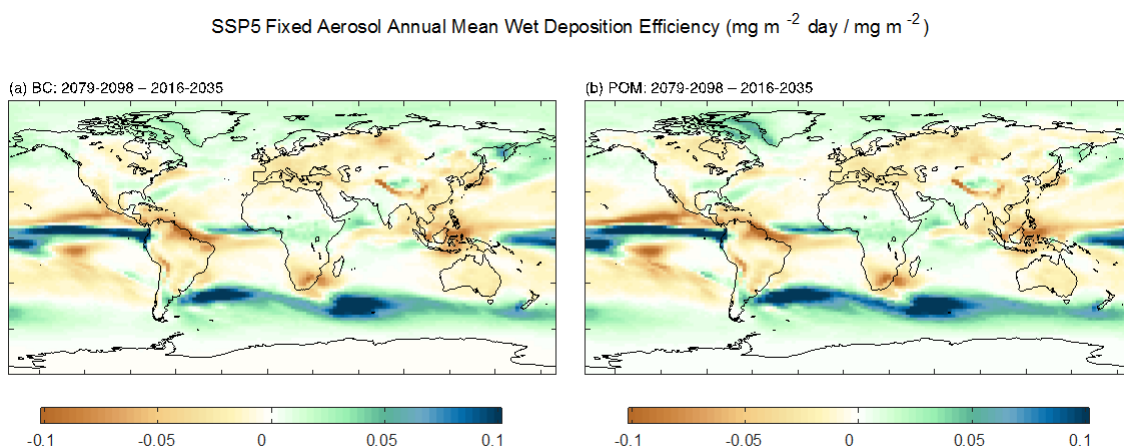 SSP5 Fixed Aerosol Annual Mean Wet Deposition Efficiency (mg m -2 day / mg m -2)
(a) BC: 2079-2098 – 2016-2035
(b) POM: 2079-2098 – 2016-2035
-0.1 -0.05 0 0.05 0.1
-0.1 -0.05 0 0.05 0.1